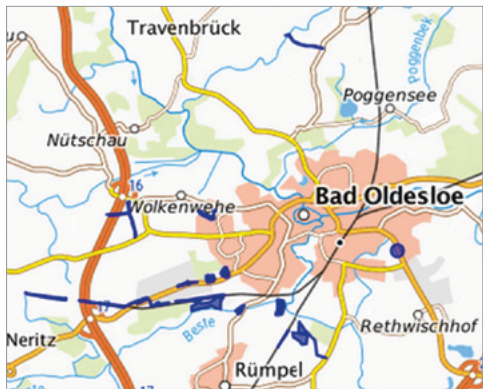 Travenbrück
Poggenbek
Poggensee
Nütschau
16
Wolkenwehe
Bad Oldesloe
17
Neritz
Beste
Rethwischhof
Rümpel